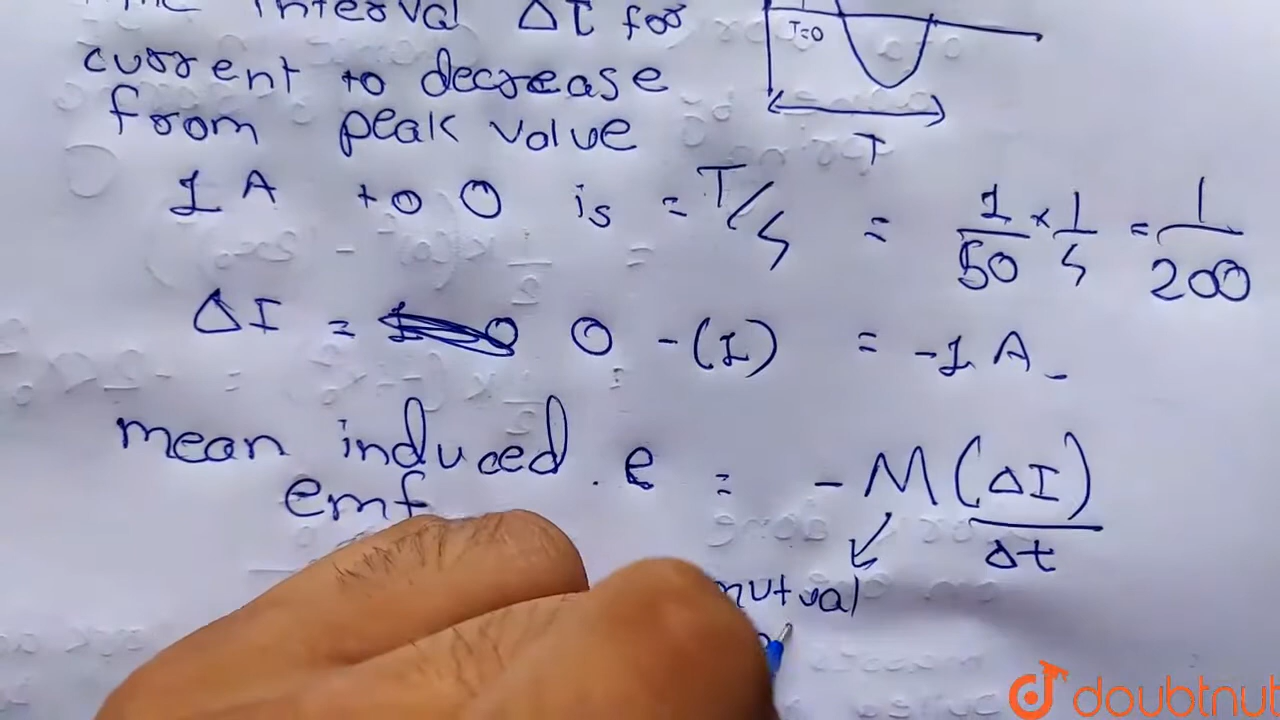 interval ΔT for
current to decrease
from peak value
1 A to 0 is = T/4 = 1/50 × 1/4 = 1/200
ΔI = 0 - (1) = -1 A
mean induced e = - M (ΔI)/Δt
emf
mutual
T=0
T
doubtnut